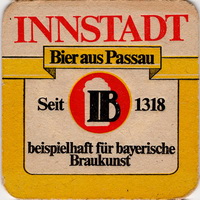 INNSTADT
Bier aus Passau
Seit IB 1318
beispielhaft für bayerische
Braukunst